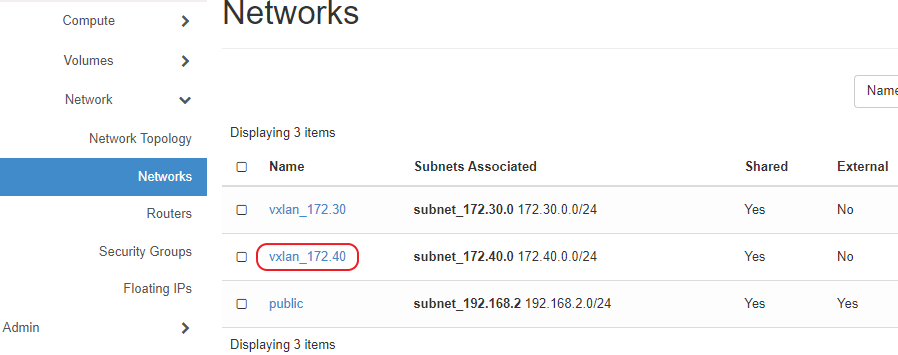 Networks
Compute
Volumes
Network
Network Topology
Networks
Routers
Security Groups
Floating IPs
Admin
Name
Displaying 3 items
Name Subnets Associated Shared External
vxlan_172.30 subnet_172.30.0 172.30.0.0/24 Yes No
vxlan_172.40 subnet_172.40.0 172.40.0.0/24 Yes No
public subnet_192.168.2 192.168.2.0/24 Yes Yes
Displaying 3 items